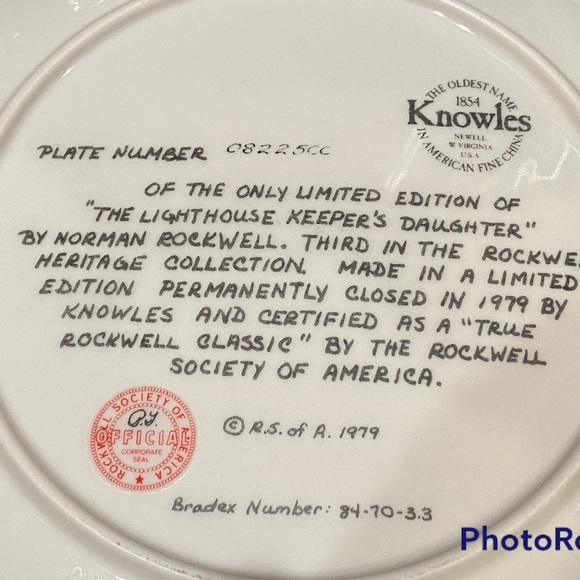 THE OLDEST NAME
1854
Knowles
NEWELL
W. VIRGINIA
U.S.A
IN AMERICAN FINE CHINA
PLATE NUMBER 08225CC
OF THE ONLY LIMITED EDITION OF
"THE LIGHTHOUSE KEEPER'S DAUGHTER"
BY NORMAN ROCKWELL. THIRD IN THE ROCKWE
HERITAGE COLLECTION. MADE IN A LIMITED
EDITION PERMANENTLY CLOSED IN 1979 BY
KNOWLES AND CERTIFIED AS A "TRUE
ROCKWELL CLASSIC" BY THE ROCKWELL
SOCIETY OF AMERICA.
ROCKWELL SOCIETY OF AMERICA
OFFICIAL
CORPORATE
SEAL
© R.S. of A. 1979
Bradex Number: 84-70-3.3
PhotoRo